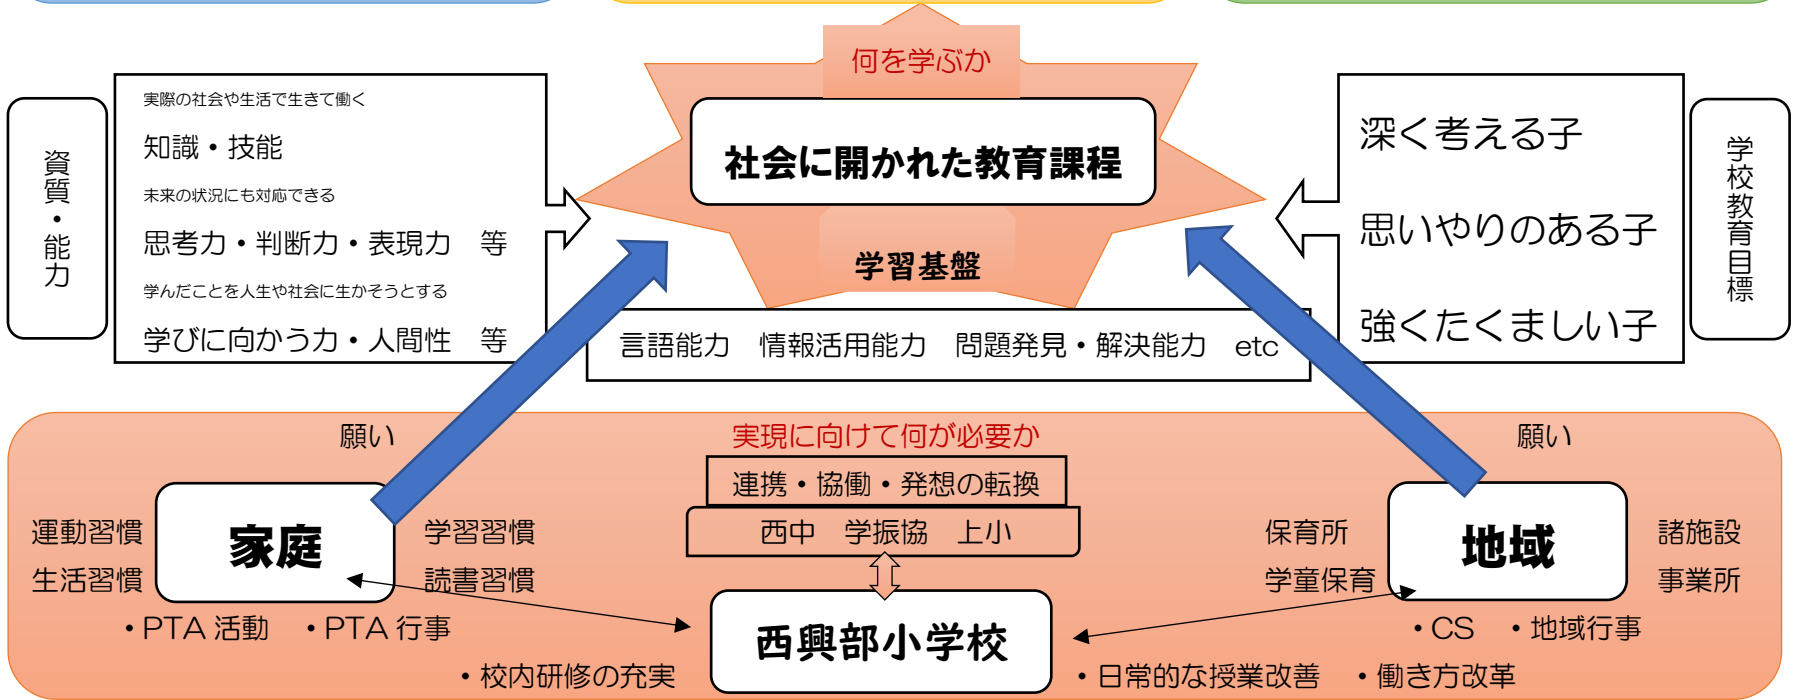 何を学ぶか
社会に開かれた教育課程
学習基盤
言語能力　情報活用能力　問題発見・解決能力　etc
資質・能力
実際の社会や生活で生きて働く
知識・技能
未来の状況にも対応できる
思考力・判断力・表現力　等
学んだことを人生や社会に生かそうとする
学びに向かう力・人間性　等
深く考える子
思いやりのある子
強くたくましい子
学校教育目標
願い
実現に向けて何が必要か
願い
連携・協働・発想の転換
西中　学振協　上小
家庭
運動習慣
生活習慣
学習習慣
読書習慣
・PTA 活動　・PTA 行事
地域
保育所
学童保育
諸施設
事業所
・CS　・地域行事
西興部小学校
・校内研修の充実
・日常的な授業改善　・働き方改革